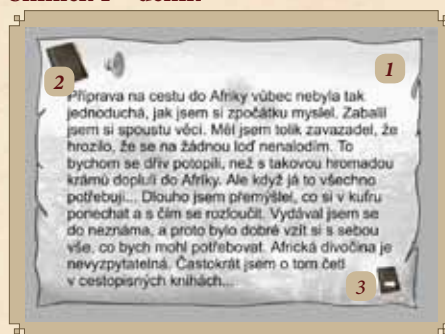 1
2
Příprava na cestu do Afriky vůbec nebyla tak
jednoduchá, jak jsem si zpočátku myslel. Zabalil
jsem si spoustu věcí. Měl jsem tolik zavazadel, že
hrozilo, že se na žádnou loď nenalodím. To
bychom se dřív potopili, než s takovou hromadou
krámů dopluli do Afriky. Ale když já to všechno
potřebuji... Dlouho jsem přemýšlel, co si v kufru
ponechat a s čím se rozloučit. Vydával jsem se
do neznáma, a proto bylo dobré vzít si s sebou
vše, co bych mohl potřebovat. Africká divočina je
nevyzpytatelná. Častokrát jsem o tom četl
v cestopisných knihách...
3